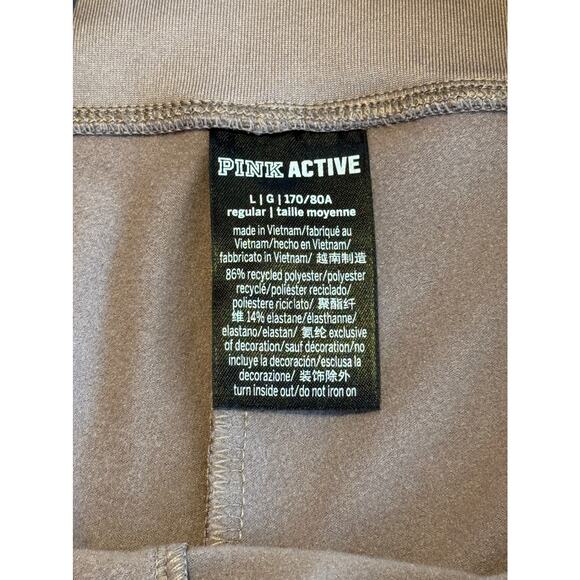 PINK ACTIVE
L | G | 170/80A
regular | taille moyenne
made in Vietnam/fabriqué au
Vietnam/hecho en Vietnam/
fabbricato in Vietnam/ 越南制造
86% recycled polyester/polyester
recyclé/poliéster reciclado/
poliestere riciclato/ 聚酯纤
维 14% elastane/élasthanne/
elastano/elastan/ 氨纶 exclusive
of decoration/sauf décoration/no
incluye la decoración/esclusa la
decorazione/ 装饰除外
turn inside out/do not iron on